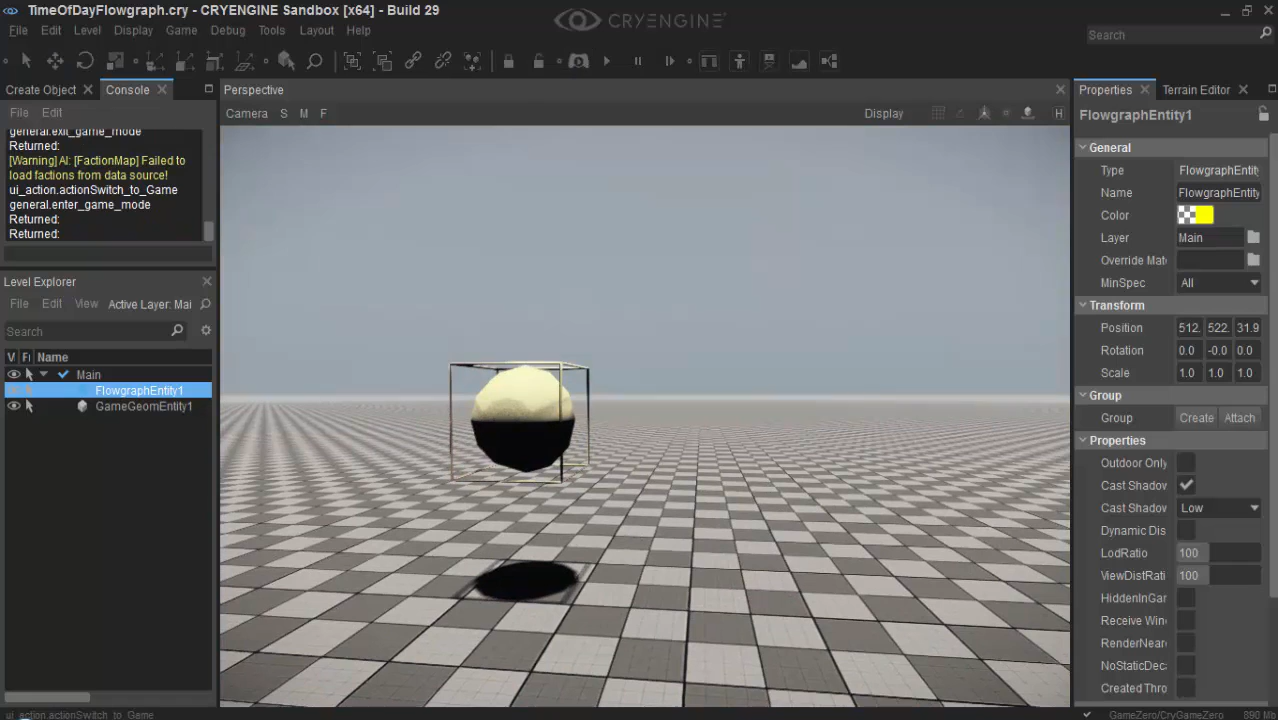 TimeOfDayFlowgraph.cry - CRYENGINE Sandbox [x64] - Build 29
CRYENGINE
File Edit Level Display Game Debug Tools Layout Help
Search
Create Object
Console
Perspective
Properties
Terrain Editor
File Edit
Camera S M F
Display
H
FlowgraphEntity1
general.exit_game_mode
Returned:
[Warning] AI: [FactionMap] Failed to
load factions from data source!
ui_action.actionSwitch_to_Game
general.enter_game_mode
Returned:
Returned:
Level Explorer
File Edit View Active Layer: Mai
Search
V Fi Name
Main
FlowgraphEntity1
GameGeomEntity1
General
Type FlowgraphEntit
Name FlowgraphEntity
Color
Layer Main
Override Mat
MinSpec All
Transform
Position 512. 522. 31.9
Rotation 0.0 -0.0 0.0
Scale 1.0 1.0 1.0
Group
Group Create Attach
Properties
Outdoor Only
Cast Shadov
Cast Shadov Low
Dynamic Dis
LodRatio 100
ViewDistRati 100
HiddenInGar
Receive Win
RenderNear
NoStaticDec
Created Thro
ui_action.actionSwitch_to_Game
GameZero/CryGameZero
890 Mb